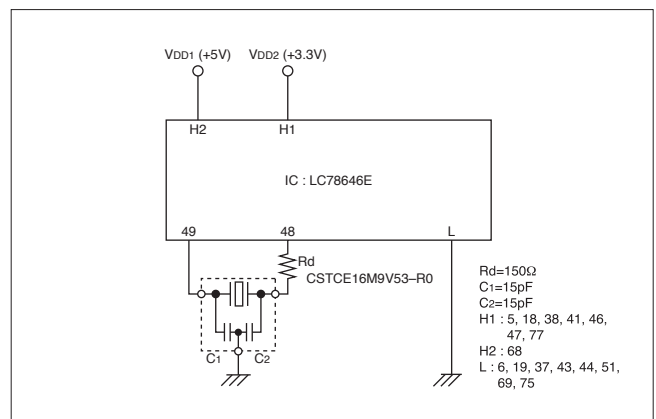 VDD1 (+5V)
VDD2 (+3.3V)
H2
H1
IC : LC78646E
49
48
L
Rd
CSTCE16M9V53–R0
C1
C2
Rd=150Ω
C1=15pF
C2=15pF
H1 : 5, 18, 38, 41, 46,
47, 77
H2 : 68
L : 6, 19, 37, 43, 44, 51,
69, 75